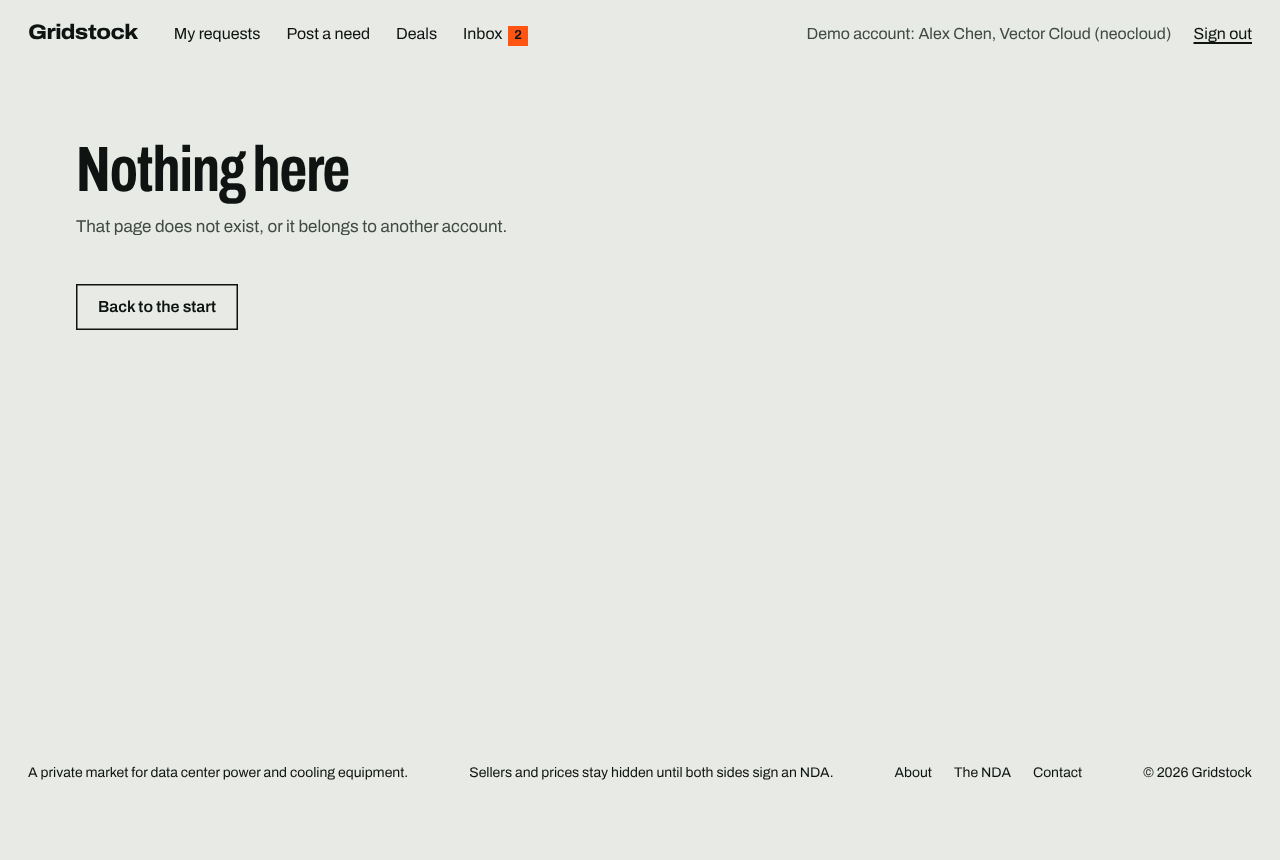 Gridstock My requests Post a need Deals Inbox 2 Demo account: Alex Chen, Vector Cloud (neocloud) Sign out
Nothing here
That page does not exist, or it belongs to another account.
Back to the start
A private market for data center power and cooling equipment. Sellers and prices stay hidden until both sides sign an NDA. About The NDA Contact © 2026 Gridstock